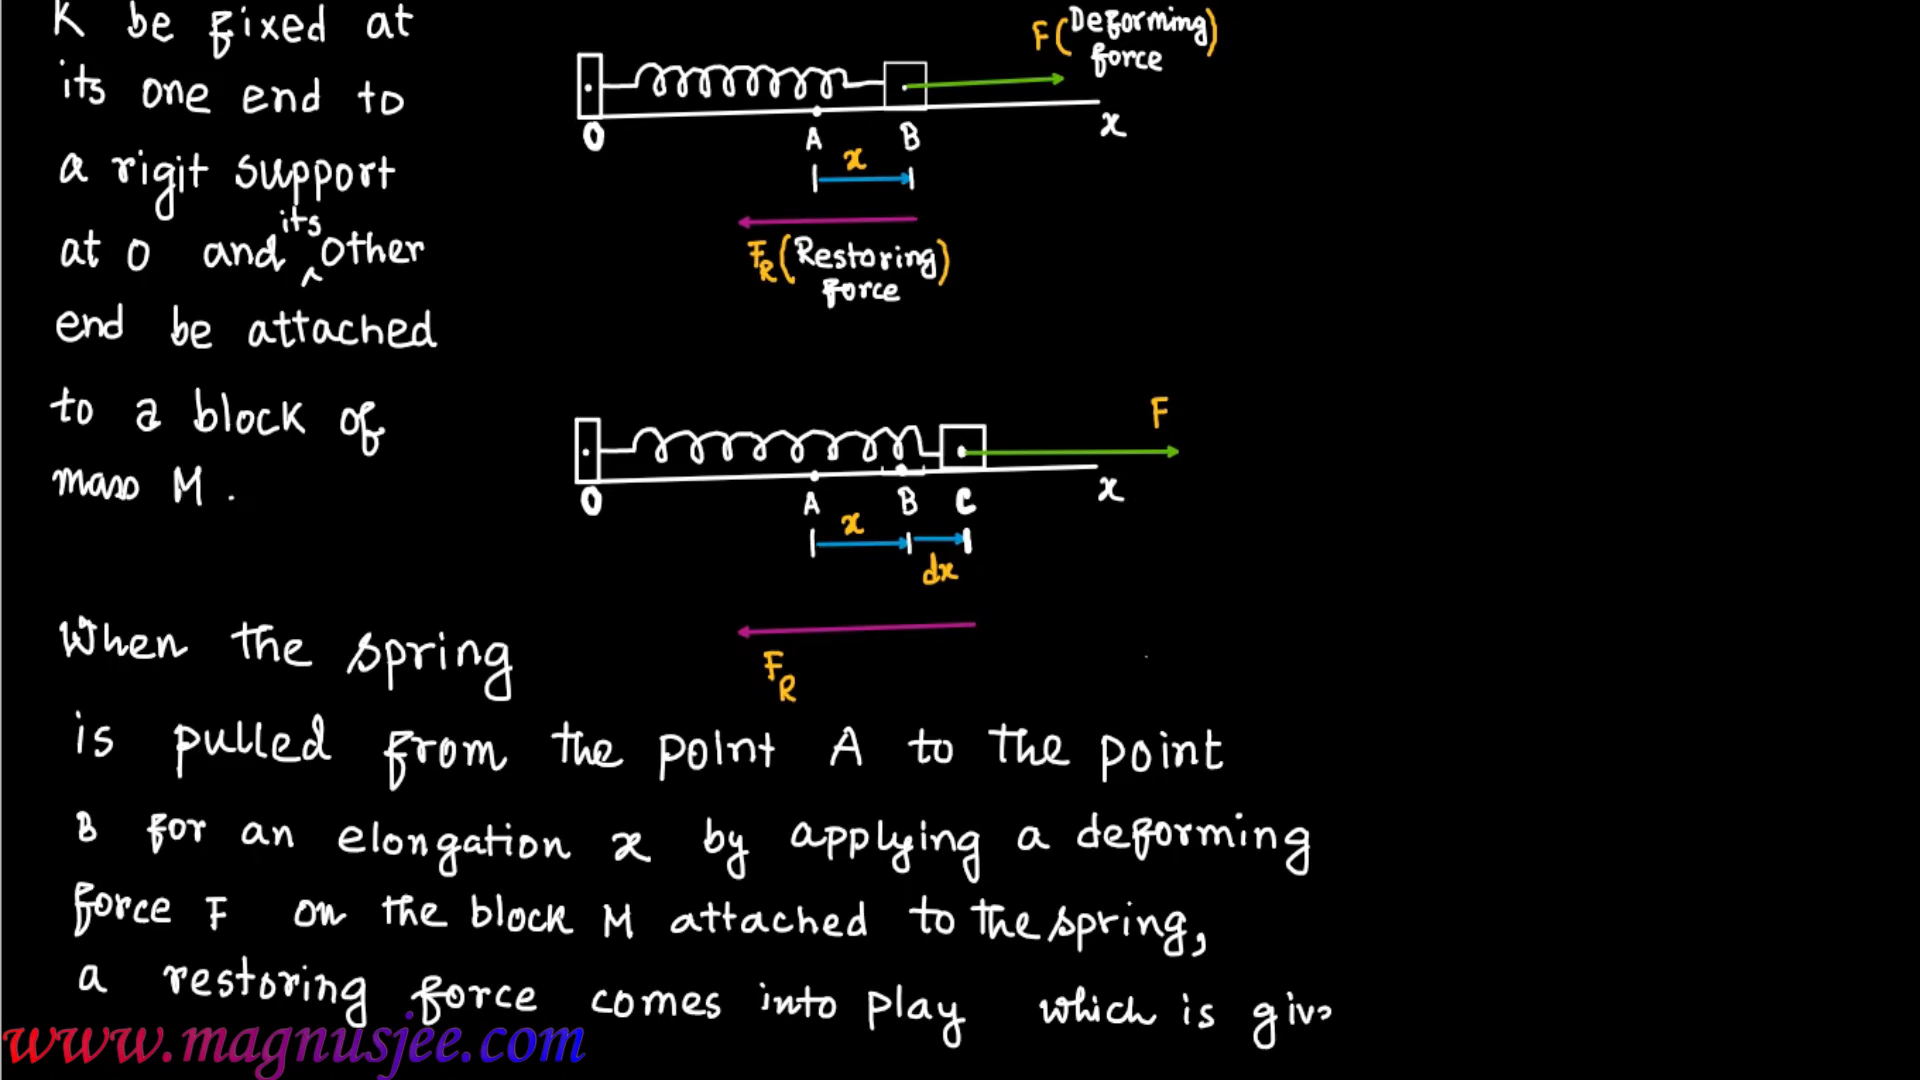 K be fixed at
its one end to
a rigit support
at O and its other
end be attached
to a block of
mass M.
F (Deforming force)
O A B x
x
F_R (Restoring force)
F
O A B C x
x dx
F_R
When the spring
is pulled from the point A to the point
B for an elongation x by applying a deforming
force F on the block M attached to the spring,
a restoring force comes into play which is giv
www.magnusjee.com